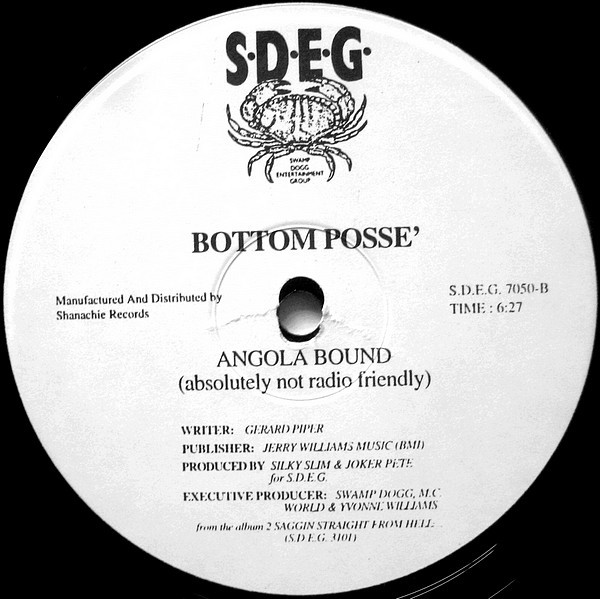 S·D·E·G·
SWAMP
DOGG
ENTERTAINMENT
GROUP
BOTTOM POSSE'
Manufactured And Distributed by
Shanachie Records
S.D.E.G. 7050-B
TIME : 6:27
ANGOLA BOUND
(absolutely not radio friendly)
WRITER: GERARD PIPER
PUBLISHER: JERRY WILLIAMS MUSIC (BMI)
PRODUCED BY SILKY SLIM & JOKER PETE
for S.D.E.G.
EXECUTIVE PRODUCER: SWAMP DOGG, M.C.
WORLD & YVONNE WILLIAMS
from the album 2 SAGGIN STRAIGHT FROM HELL...
(S.D.E.G. 3101)